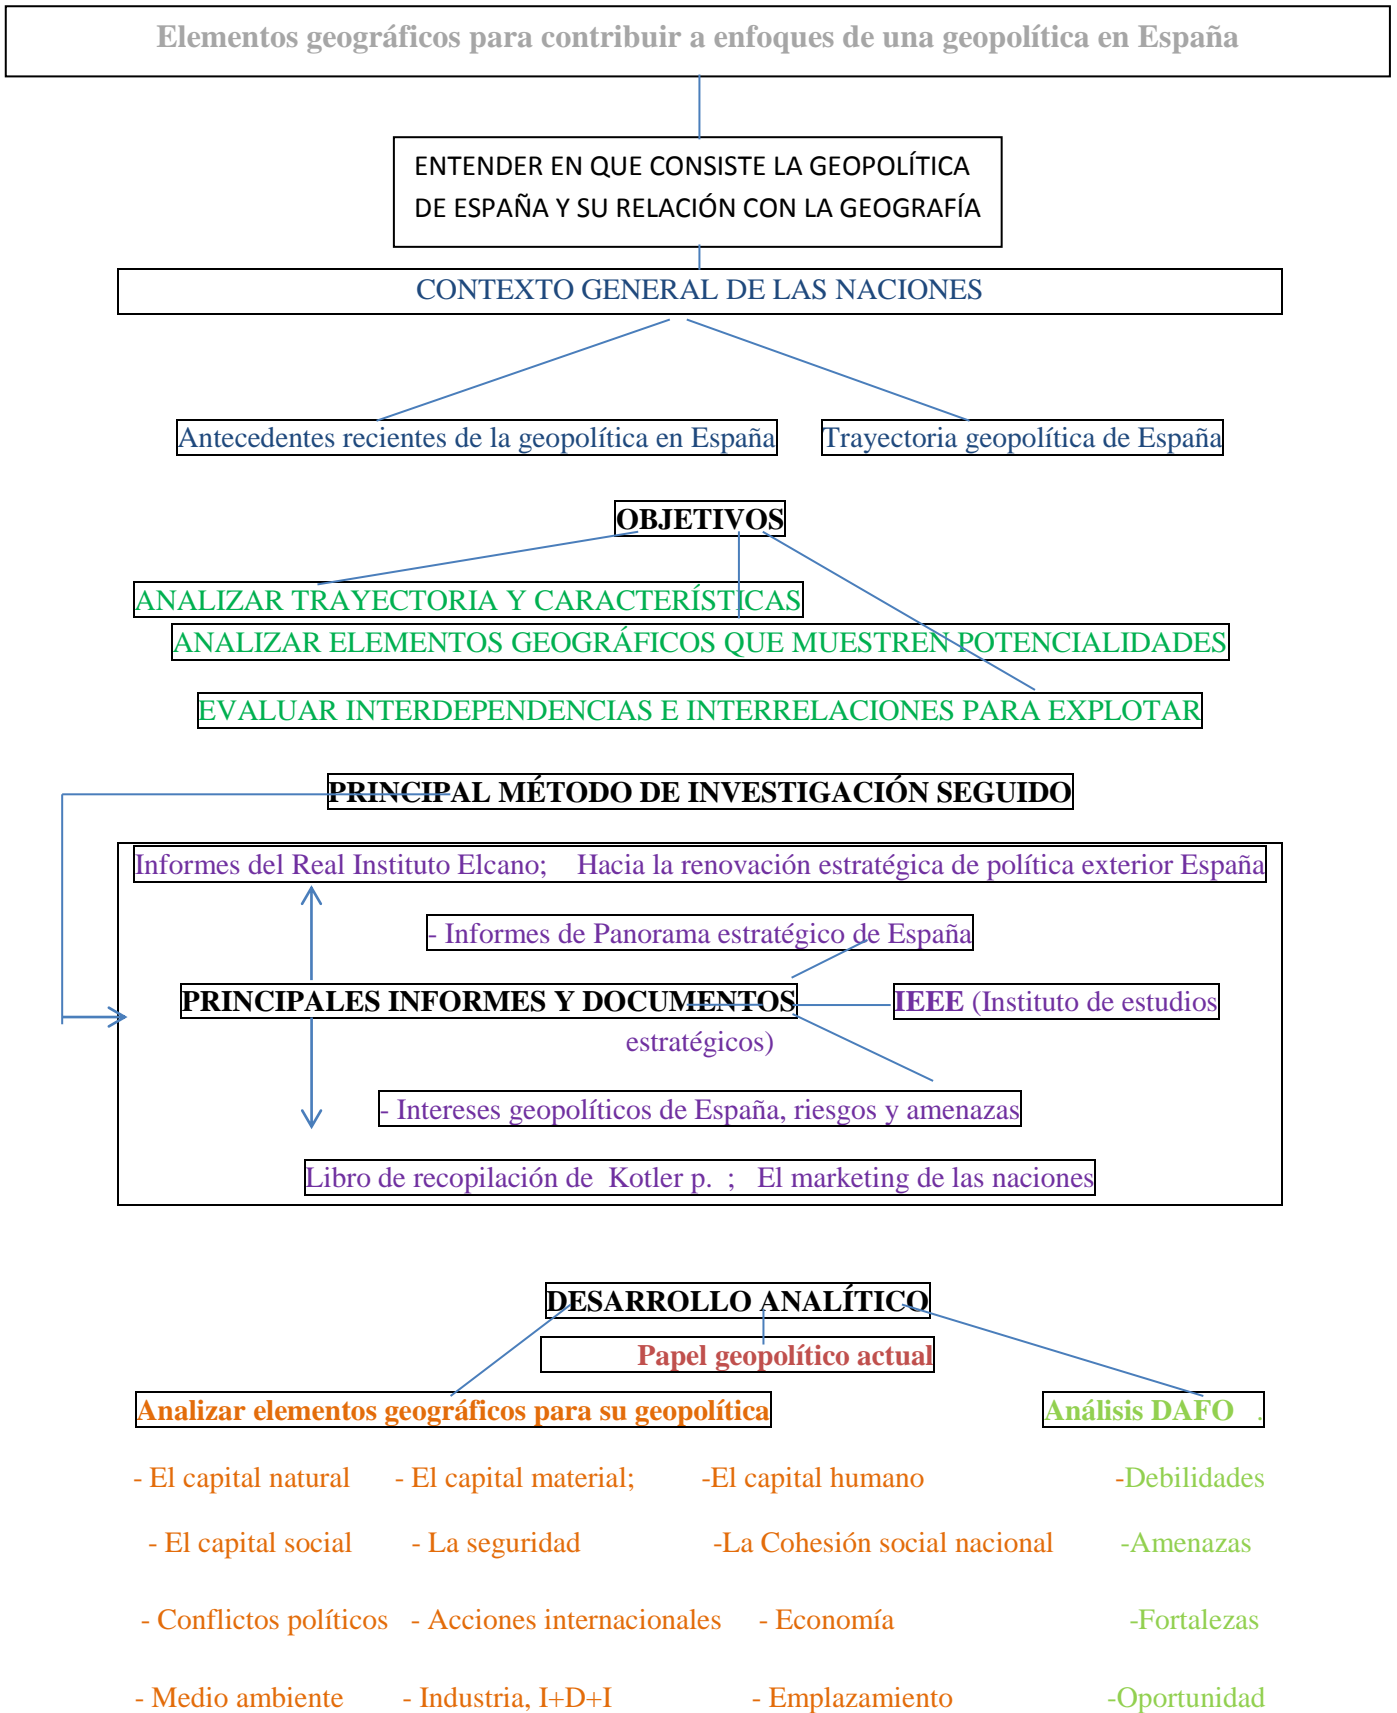 Elementos geográficos para contribuir a enfoques de una geopolítica en España
ENTENDER EN QUE CONSISTE LA GEOPOLÍTICA
DE ESPAÑA Y SU RELACIÓN CON LA GEOGRAFÍA
CONTEXTO GENERAL DE LAS NACIONES
Antecedentes recientes de la geopolítica en España Trayectoria geopolítica de España
OBJETIVOS
ANALIZAR TRAYECTORIA Y CARACTERÍSTICAS
ANALIZAR ELEMENTOS GEOGRÁFICOS QUE MUESTREN POTENCIALIDADES
EVALUAR INTERDEPENDENCIAS E INTERRELACIONES PARA EXPLOTAR
PRINCIPAL MÉTODO DE INVESTIGACIÓN SEGUIDO
Informes del Real Instituto Elcano; Hacia la renovación estratégica de política exterior España
- Informes de Panorama estratégico de España
PRINCIPALES INFORMES Y DOCUMENTOS IEEE (Instituto de estudios
estratégicos)
- Intereses geopolíticos de España, riesgos y amenazas
Libro de recopilación de Kotler p. ; El marketing de las naciones
DESARROLLO ANALÍTICO
Papel geopolítico actual
Analizar elementos geográficos para su geopolítica Análisis DAFO .
- El capital natural - El capital material; -El capital humano -Debilidades
- El capital social - La seguridad -La Cohesión social nacional -Amenazas
- Conflictos políticos - Acciones internacionales - Economía -Fortalezas
- Medio ambiente - Industria, I+D+I - Emplazamiento -Oportunidad